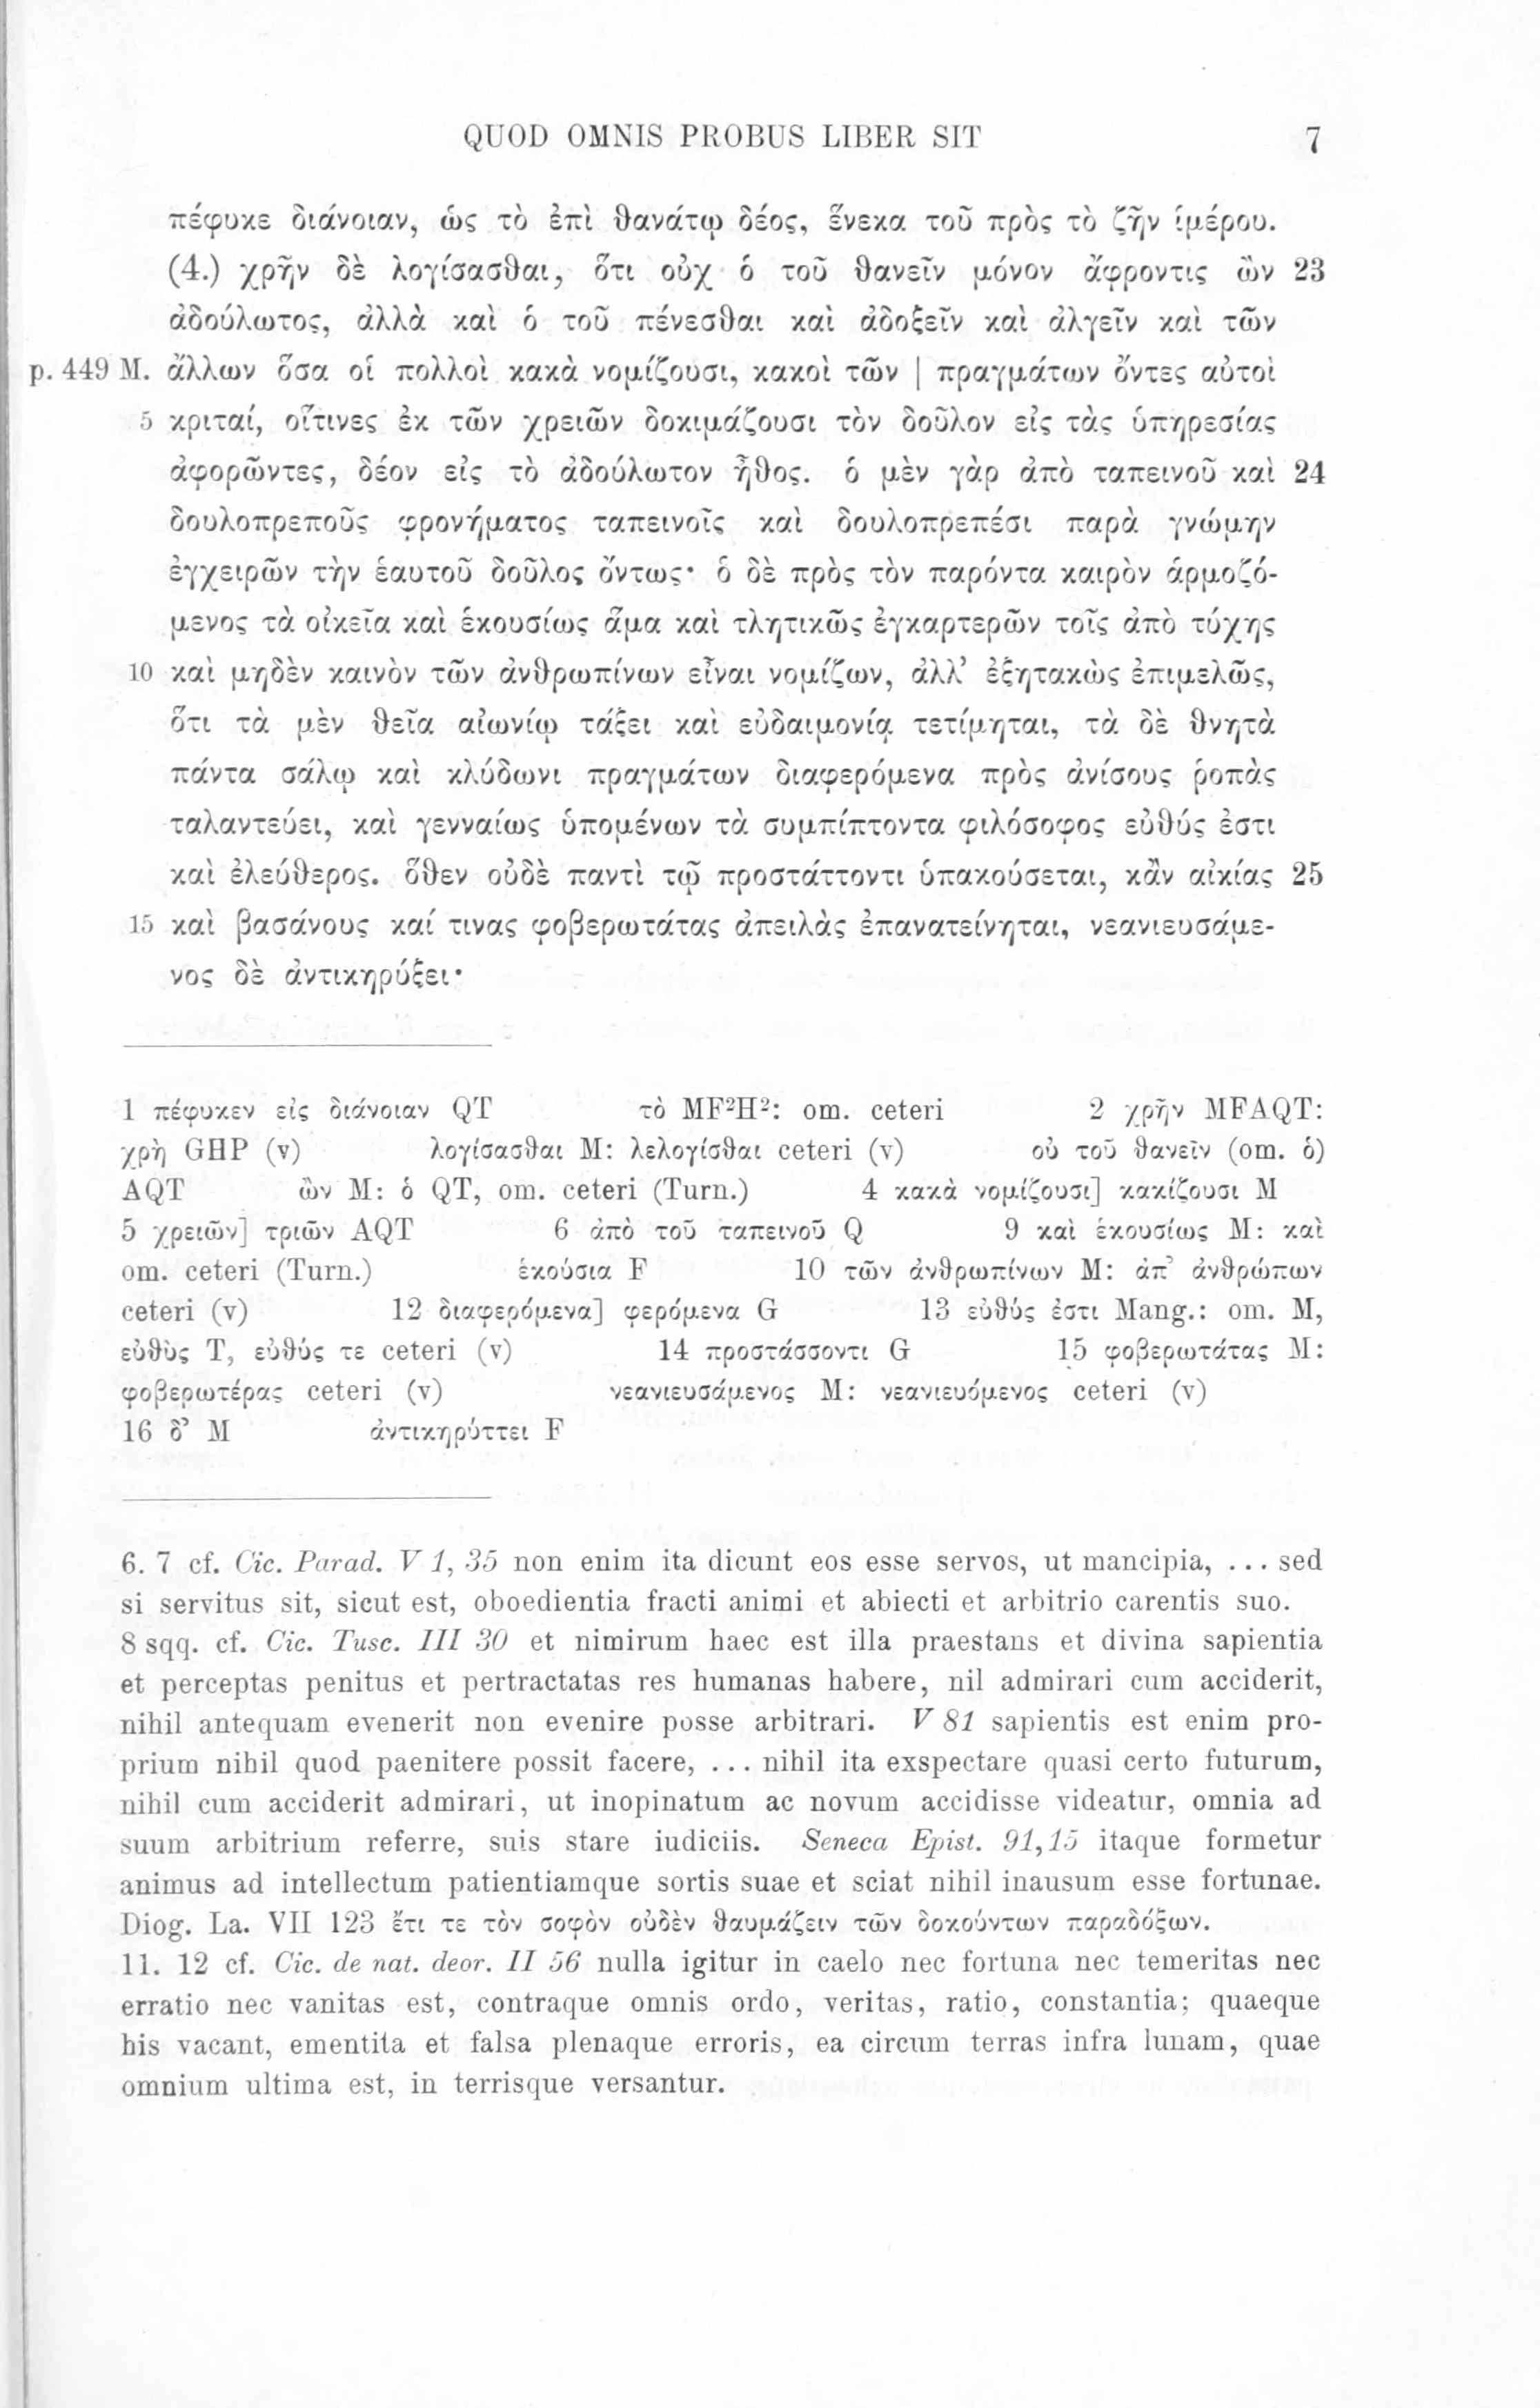 QUOD OMNIS PROBUS LIBER SIT 7
πέφυκε διάνοιαν, ὡς τὸ ἐπὶ θανάτῳ δέος, ἕνεκα τοῦ πρὸς τὸ ζῆν ἱμέρου.
(4.) χρῆν δὲ λογίσασθαι, ὅτι οὐχ ὁ τοῦ θανεῖν μόνον ἄφροντις ὢν 23
ἀδούλωτος, ἀλλὰ καὶ ὁ τοῦ πένεσθαι καὶ ἀδοξεῖν καὶ ἀλγεῖν καὶ τῶν
p. 449 M. ἄλλων ὅσα οἱ πολλοὶ κακὰ νομίζουσι, κακοὶ τῶν | πραγμάτων ὄντες αὐτοὶ
5 κριταί, οἵτινες ἐκ τῶν χρειῶν δοκιμάζουσι τὸν δοῦλον εἰς τὰς ὑπηρεσίας
ἀφορῶντες, δέον εἰς τὸ ἀδούλωτον ἦθος. ὁ μὲν γὰρ ἀπὸ ταπεινοῦ καὶ 24
δουλοπρεποῦς φρονήματος ταπεινοῖς καὶ δουλοπρεπέσι παρὰ γνώμην
ἐγχειρῶν τὴν ἑαυτοῦ δοῦλος ὄντως· ὁ δὲ πρὸς τὸν παρόντα καιρὸν ἁρμοζό-
μενος τὰ οἰκεῖα καὶ ἑκουσίως ἅμα καὶ τλητικῶς ἐγκαρτερῶν τοῖς ἀπὸ τύχης
10 καὶ μηδὲν καινὸν τῶν ἀνθρωπίνων εἶναι νομίζων, ἀλλ’ ἐξητακὼς ἐπιμελῶς,
ὅτι τὰ μὲν θεῖα αἰωνίῳ τάξει καὶ εὐδαιμονίᾳ τετίμηται, τὰ δὲ θνητὰ
πάντα σάλῳ καὶ κλύδωνι πραγμάτων διαφερόμενα πρὸς ἀνίσους ῥοπὰς
ταλαντεύει, καὶ γενναίως ὑπομένων τὰ συμπίπτοντα φιλόσοφος εὐθύς ἐστι
καὶ ἐλεύθερος. ὅθεν οὐδὲ παντὶ τῷ προστάττοντι ὑπακούσεται, κἂν αἰκίας 25
15 καὶ βασάνους καί τινας φοβερωτάτας ἀπειλὰς ἐπανατείνηται, νεανιευσάμε-
νος δὲ ἀντικηρύξει·
1 πέφυκεν εἰς διάνοιαν QT τὸ MF²H²: om. ceteri 2 χρῆν MFAQT:
χρὴ GHP (v) λογίσασθαι M: λελογίσθαι ceteri (v) οὐ τοῦ θανεῖν (om. ὁ)
AQT ὢν M: ὁ QT, om. ceteri (Turn.) 4 κακὰ νομίζουσι] κακίζουσι M
5 χρειῶν] τριῶν AQT 6 ἀπὸ τοῦ ταπεινοῦ Q 9 καὶ ἑκουσίως M: καὶ
om. ceteri (Turn.) ἑκούσια F 10 τῶν ἀνθρωπίνων M: ἀπ’ ἀνθρώπων
ceteri (v) 12 διαφερόμενα] φερόμενα G 13 εὐθύς ἐστι Mang.: om. M,
εὐθὺς T, εὐθύς τε ceteri (v) 14 προστάσσοντι G 15 φοβερωτάτας M:
φοβερωτέρας ceteri (v) νεανιευσάμενος M: νεανιευόμενος ceteri (v)
16 δ’ M ἀντικηρύττει F
6. 7 cf. Cic. Parad. V 1, 35 non enim ita dicunt eos esse servos, ut mancipia, ... sed
si servitus sit, sicut est, oboedientia fracti animi et abiecti et arbitrio carentis suo.
8 sqq. cf. Cic. Tusc. III 30 et nimirum haec est illa praestans et divina sapientia
et perceptas penitus et pertractatas res humanas habere, nil admirari cum acciderit,
nihil antequam evenerit non evenire posse arbitrari. V 81 sapientis est enim pro-
prium nihil quod paenitere possit facere, ... nihil ita exspectare quasi certo futurum,
nihil cum acciderit admirari, ut inopinatum ac novum accidisse videatur, omnia ad
suum arbitrium referre, suis stare iudiciis. Seneca Epist. 91,15 itaque formetur
animus ad intellectum patientiamque sortis suae et sciat nihil inausum esse fortunae.
Diog. La. VII 123 ἔτι τε τὸν σοφὸν οὐδὲν θαυμάζειν τῶν δοκούντων παραδόξων.
11. 12 cf. Cic. de nat. deor. II 56 nulla igitur in caelo nec fortuna nec temeritas nec
erratio nec vanitas est, contraque omnis ordo, veritas, ratio, constantia; quaeque
his vacant, ementita et falsa plenaque erroris, ea circum terras infra lunam, quae
omnium ultima est, in terrisque versantur.